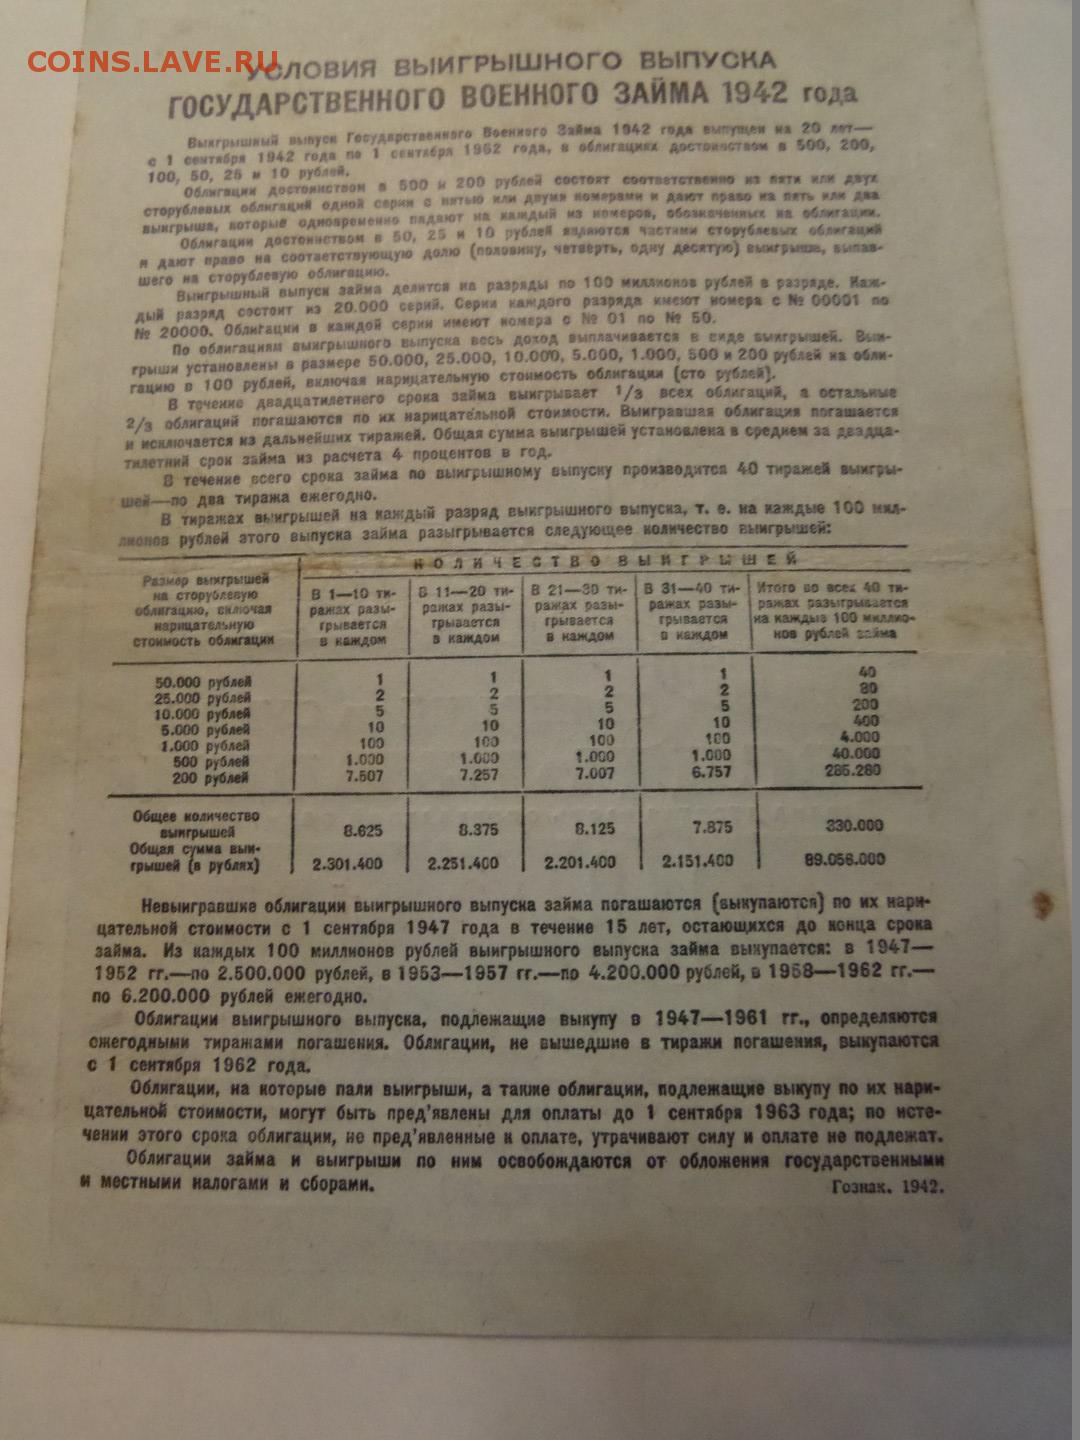 COINS.LAVE.RU
УСЛОВИЯ ВЫИГРЫШНОГО ВЫПУСКА
ГОСУДАРСТВЕННОГО ВОЕННОГО ЗАЙМА 1942 года
Выигрышный выпуск Государственного Военного Займа 1942 года выпущен на 20 лет—
с 1 сентября 1942 года по 1 сентября 1962 года, в облигациях достоинством в 500, 200,
100, 50, 25 и 10 рублей.
Облигации достоинством в 500 и 200 рублей состоят соответственно из пяти или двух
сторублевых облигаций одной серии с пятью или двумя номерами и дают право на пять или два
выигрыша, которые одновременно падают на каждый из номеров, обозначенных на облигации.
Облигации достоинством в 50, 25 и 10 рублей являются частями сторублевых облигаций
и дают право на соответствующую долю (половину, четверть, одну десятую) выигрыша, выпав-
шего на сторублевую облигацию.
Выигрышный выпуск займа делится на разряды по 100 миллионов рублей в разряде. Каж-
дый разряд состоит из 20.000 серий. Серии каждого разряда имеют номера с № 00001 по
№ 20000. Облигации в каждой серии имеют номера с № 01 по № 50.
По облигациям выигрышного выпуска весь доход выплачивается в виде выигрышей. Выи-
грыши установлены в размере 50.000, 25.000, 10.000, 5.000, 1.000, 500 и 200 рублей на обли-
гацию в 100 рублей, включая нарицательную стоимость облигации (сто рублей).
В течение двадцатилетнего срока займа выигрывает 1/3 всех облигаций, а остальные
2/3 облигаций погашаются по их нарицательной стоимости. Выигравшая облигация погашается
и исключается из дальнейших тиражей. Общая сумма выигрышей установлена в среднем за двадца-
тилетний срок займа из расчета 4 процентов в год.
В течение всего срока займа по выигрышному выпуску производится 40 тиражей выигры-
шей—по два тиража ежегодно.
В тиражах выигрышей на каждый разряд выигрышного выпуска, т. е. на каждые 100 мил-
лионов рублей этого выпуска займа разыгрывается следующее количество выигрышей:
Размер выигрышей
на сторублевую
облигацию, включая
нарицательную
стоимость облигации
КОЛИЧЕСТВО ВЫИГРЫШЕЙ
В 1—10 ти-
ражах разы-
грывается
в каждом
В 11—20 ти-
ражах разы-
грывается
в каждом
В 21—30 ти-
ражах разы-
грывается
в каждом
В 31—40 ти-
ражах разы-
грывается
в каждом
Итого во всех 40 ти-
ражах разыгрывается
на каждые 100 миллио-
нов рублей займа
50.000 рублей 1 1 1 1 40
25.000 рублей 2 2 2 2 80
10.000 рублей 5 5 5 5 200
5.000 рублей 10 10 10 10 400
1.000 рублей 100 100 100 100 4.000
500 рублей 1.000 1.000 1.000 1.000 40.000
200 рублей 7.507 7.257 7.007 6.757 285.280
Общее количество
выигрышей 8.625 8.375 8.125 7.875 330.000
Общая сумма выи-
грышей (в рублях) 2.301.400 2.251.400 2.201.400 2.151.400 89.056.000
Невыигравшие облигации выигрышного выпуска займа погашаются (выкупаются) по их нари-
цательной стоимости с 1 сентября 1947 года в течение 15 лет, остающихся до конца срока
займа. Из каждых 100 миллионов рублей выигрышного выпуска займа выкупается: в 1947—
1952 гг.—по 2.500.000 рублей, в 1953—1957 гг.—по 4.200.000 рублей, в 1958—1962 гг.—
по 6.200.000 рублей ежегодно.
Облигации выигрышного выпуска, подлежащие выкупу в 1947—1961 гг., определяются
ежегодными тиражами погашения. Облигации, не вышедшие в тиражи погашения, выкупаются
с 1 сентября 1962 года.
Облигации, на которые пали выигрыши, а также облигации, подлежащие выкупу по их нари-
цательной стоимости, могут быть пред'явлены для оплаты до 1 сентября 1963 года; по исте-
чении этого срока облигации, не пред'явленные к оплате, утрачивают силу и оплате не подлежат.
Облигации займа и выигрыши по ним освобождаются от обложения государственными
и местными налогами и сборами.
Гознак. 1942.